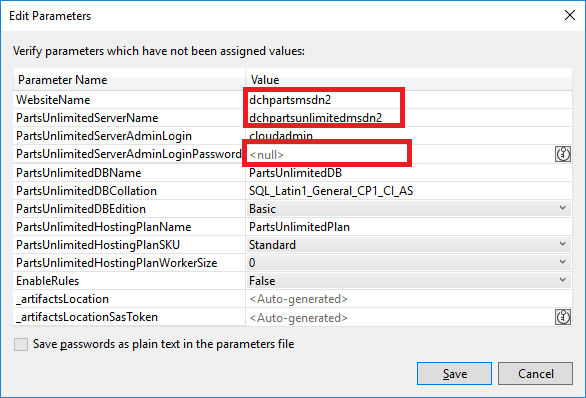 Edit Parameters
Verify parameters which have not been assigned values:
Parameter Name Value
WebsiteName dchpartsmsdn2
PartsUnlimitedServerName dchpartsunlimitedmsdn2
PartsUnlimitedServerAdminLogin cloudadmin
PartsUnlimitedServerAdminLoginPassword <null>
PartsUnlimitedDBName PartsUnlimitedDB
PartsUnlimitedDBCollation SQL_Latin1_General_CP1_CI_AS
PartsUnlimitedDBEdition Basic
PartsUnlimitedHostingPlanName PartsUnlimitedPlan
PartsUnlimitedHostingPlanSKU Standard
PartsUnlimitedHostingPlanWorkerSize 0
EnableRules False
_artifactsLocation <Auto-generated>
_artifactsLocationSasToken <Auto-generated>
Save passwords as plain text in the parameters file
Save Cancel